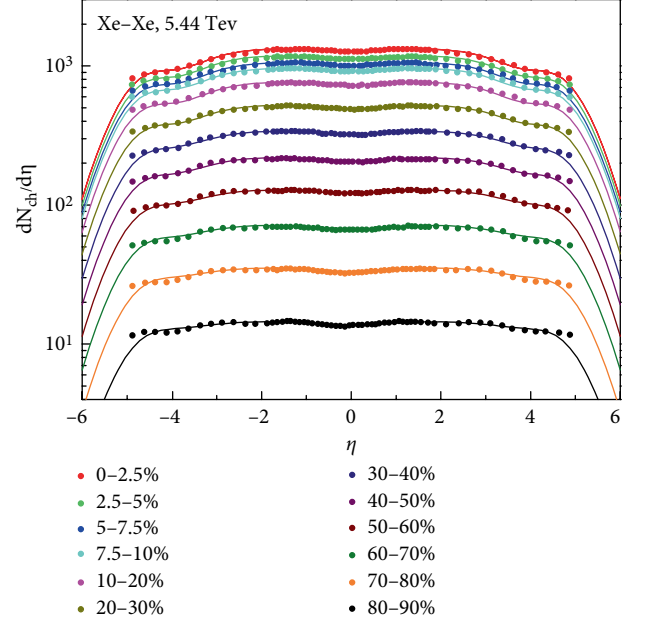 Xe–Xe, 5.44 Tev
10³
10²
10¹
dN_ch/dη
−6 −4 −2 0 2 4 6
η
0–2.5% 30–40%
2.5–5% 40–50%
5–7.5% 50–60%
7.5–10% 60–70%
10–20% 70–80%
20–30% 80–90%